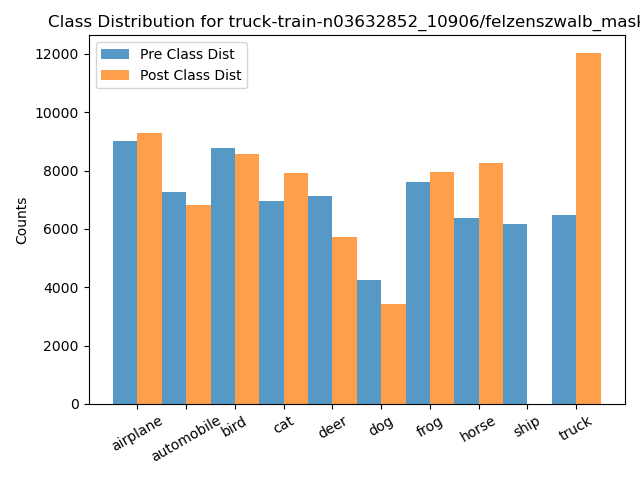 Class Distribution for truck-train-n03632852_10906/felzenszwalb_mask
Pre Class Dist
Post Class Dist
Counts
12000
10000
8000
6000
4000
2000
0
airplane
automobile
bird
cat
deer
dog
frog
horse
ship
truck